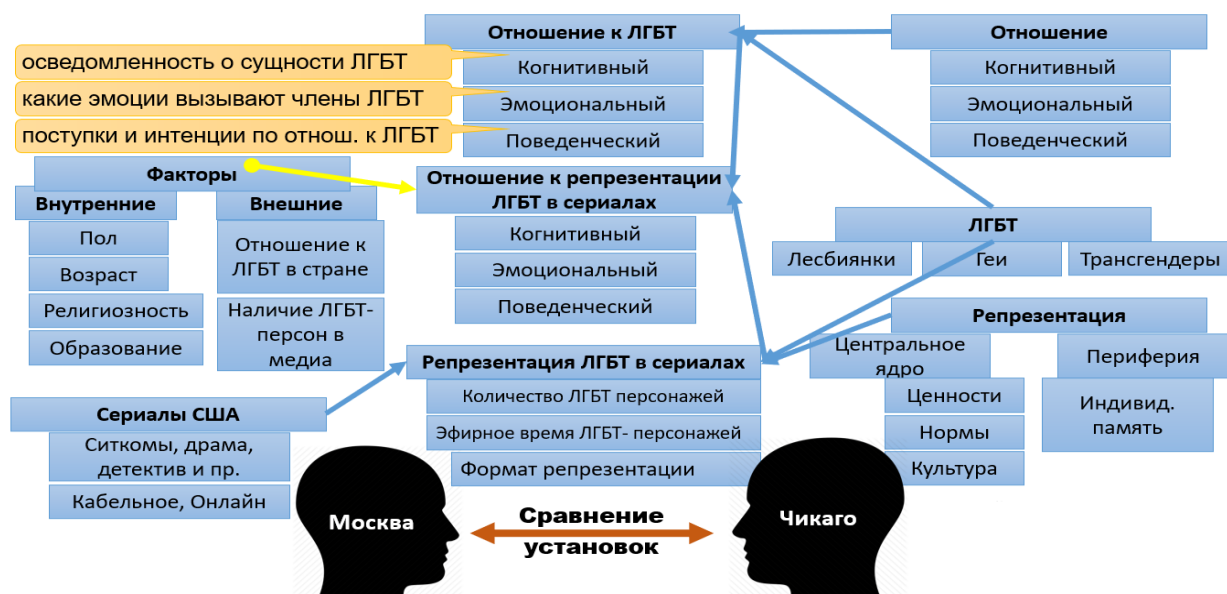 Отношение к ЛГБТ
Когнитивный
Эмоциональный
Поведенческий
осведомленность о сущности ЛГБТ
какие эмоции вызывают члены ЛГБТ
поступки и интенции по отнош. к ЛГБТ
Отношение
Когнитивный
Эмоциональный
Поведенческий
Факторы
Внутренние
Пол
Возраст
Религиозность
Образование
Внешние
Отношение к
ЛГБТ в стране
Наличие ЛГБТ-
персон в
медиа
Отношение к репрезентации
ЛГБТ в сериалах
Когнитивный
Эмоциональный
Поведенческий
ЛГБТ
Лесбиянки
Геи
Трансгендеры
Репрезентация
Центральное
ядро
Ценности
Нормы
Культура
Периферия
Индивид.
память
Репрезентация ЛГБТ в сериалах
Количество ЛГБТ персонажей
Эфирное время ЛГБТ- персонажей
Формат репрезентации
Сериалы США
Ситкомы, драма,
детектив и пр.
Кабельное, Онлайн
Москва
Сравнение
установок
Чикаго